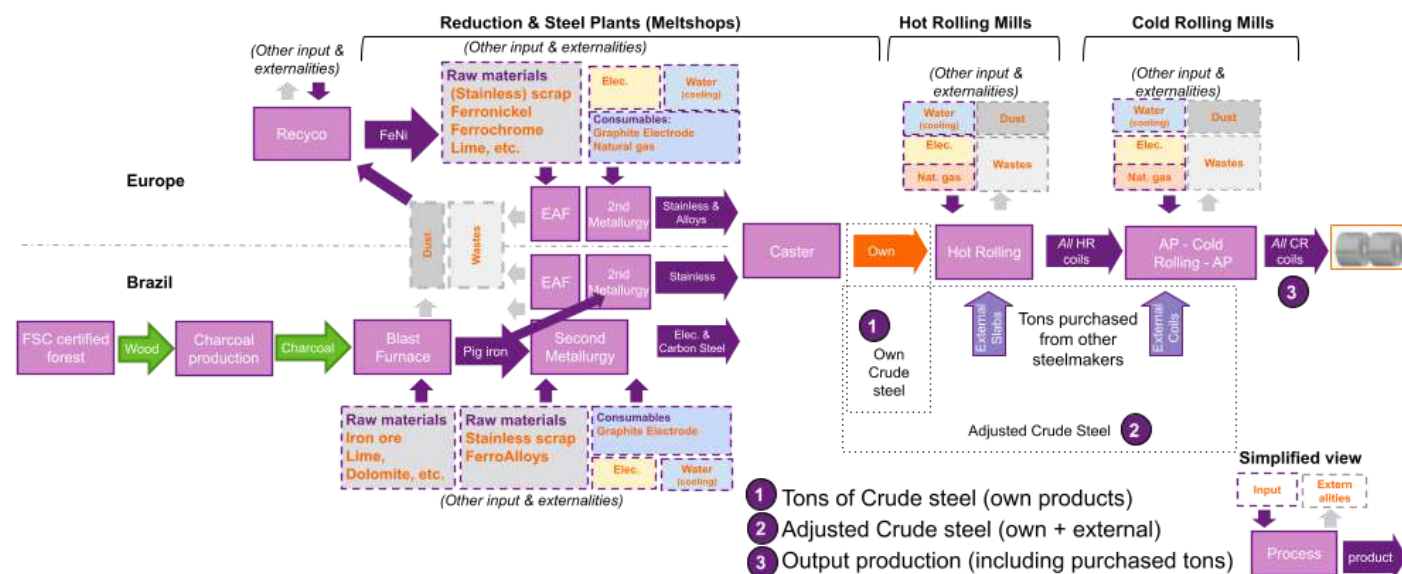 Reduction & Steel Plants (Meltshops)
Hot Rolling Mills
Cold Rolling Mills
(Other input &
externalities)
(Other input & externalities)
(Other input &
externalities)
(Other input &
externalities)
Recyco
FeNi
Raw materials
(Stainless) scrap
Ferronickel
Ferrochrome
Lime, etc.
Elec.
Water
(cooling)
Consumables:
Graphite Electrode
Natural gas
Water
(cooling)
Dust
Elec.
Wastes
Nat. gas
Water
(cooling)
Dust
Elec.
Wastes
Nat. gas
Europe
Dust
Wastes
EAF
2nd
Metallurgy
Stainless &
Alloys
Caster
Own
Hot Rolling
All HR
coils
AP - Cold
Rolling - AP
All CR
coils
3
Brazil
EAF
2nd
Metallurgy
Stainless
FSC certified
forest
Wood
Charcoal
production
Charcoal
Blast
Furnace
Pig iron
Second
Metallurgy
Elec. &
Carbon Steel
1
Own
Crude
steel
External
Slabs
Tons purchased
from other
steelmakers
External
Coils
Adjusted Crude Steel
2
Raw materials
Iron ore
Lime,
Dolomite, etc.
Raw materials
Stainless scrap
FerroAlloys
Consumables
Graphite Electrode
Elec.
Water
(cooling)
(Other input & externalities)
1 Tons of Crude steel (own products)
2 Adjusted Crude steel (own + external)
3 Output production (including purchased tons)
Simplified view
Input
Extern
alities
Process
product